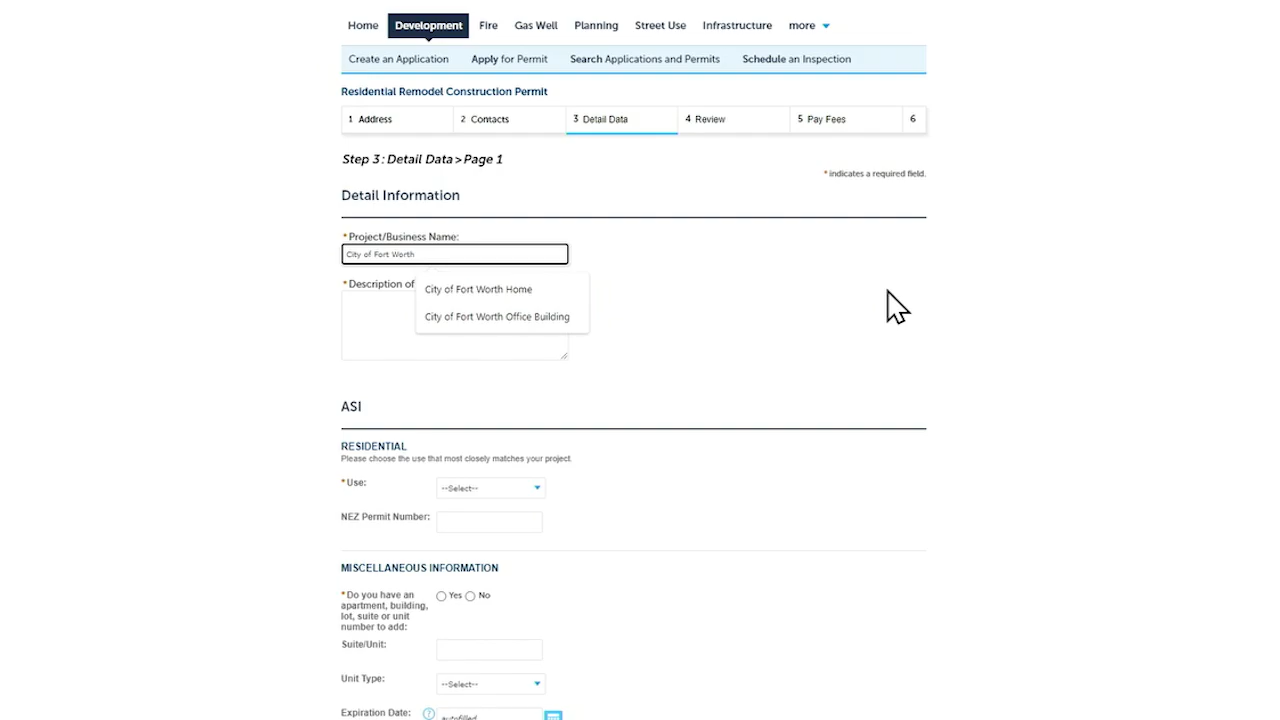 Home Development Fire Gas Well Planning Street Use Infrastructure more
Create an Application Apply for Permit Search Applications and Permits Schedule an Inspection
Residential Remodel Construction Permit
1 Address 2 Contacts 3 Detail Data 4 Review 5 Pay Fees 6
Step 3: Detail Data > Page 1
* indicates a required field.
Detail Information
* Project/Business Name:
City of Fort Worth
* Description of
City of Fort Worth Home
City of Fort Worth Office Building
ASI
RESIDENTIAL
Please choose the use that most closely matches your project.
* Use: --Select--
NEZ Permit Number:
MISCELLANEOUS INFORMATION
* Do you have an Yes No
apartment, building,
lot, suite or unit
number to add:
Suite/Unit:
Unit Type: --Select--
Expiration Date: ? autofilled